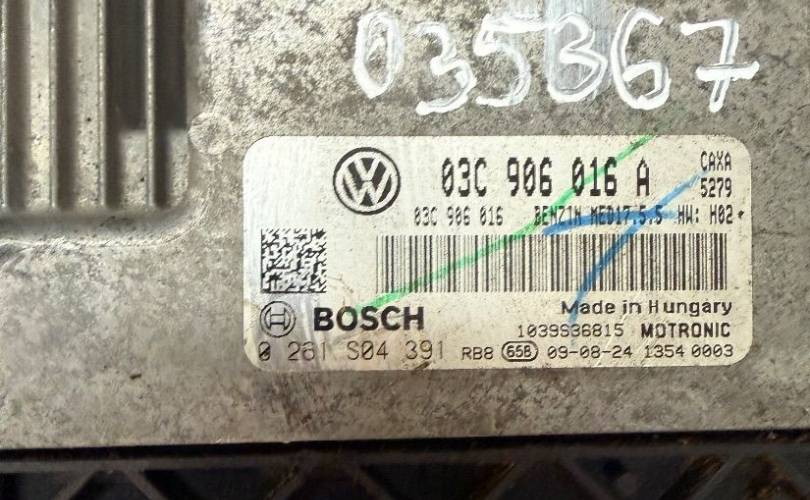 035367
03C 906 016 A
CAXA
5279
03C 906 016 BENZIN MED17.5.5 HW: H02
BOSCH
Made in Hungary
1039S36815 MOTRONIC
0 261 S04 391 RB8 658 09-08-24 1354 0003